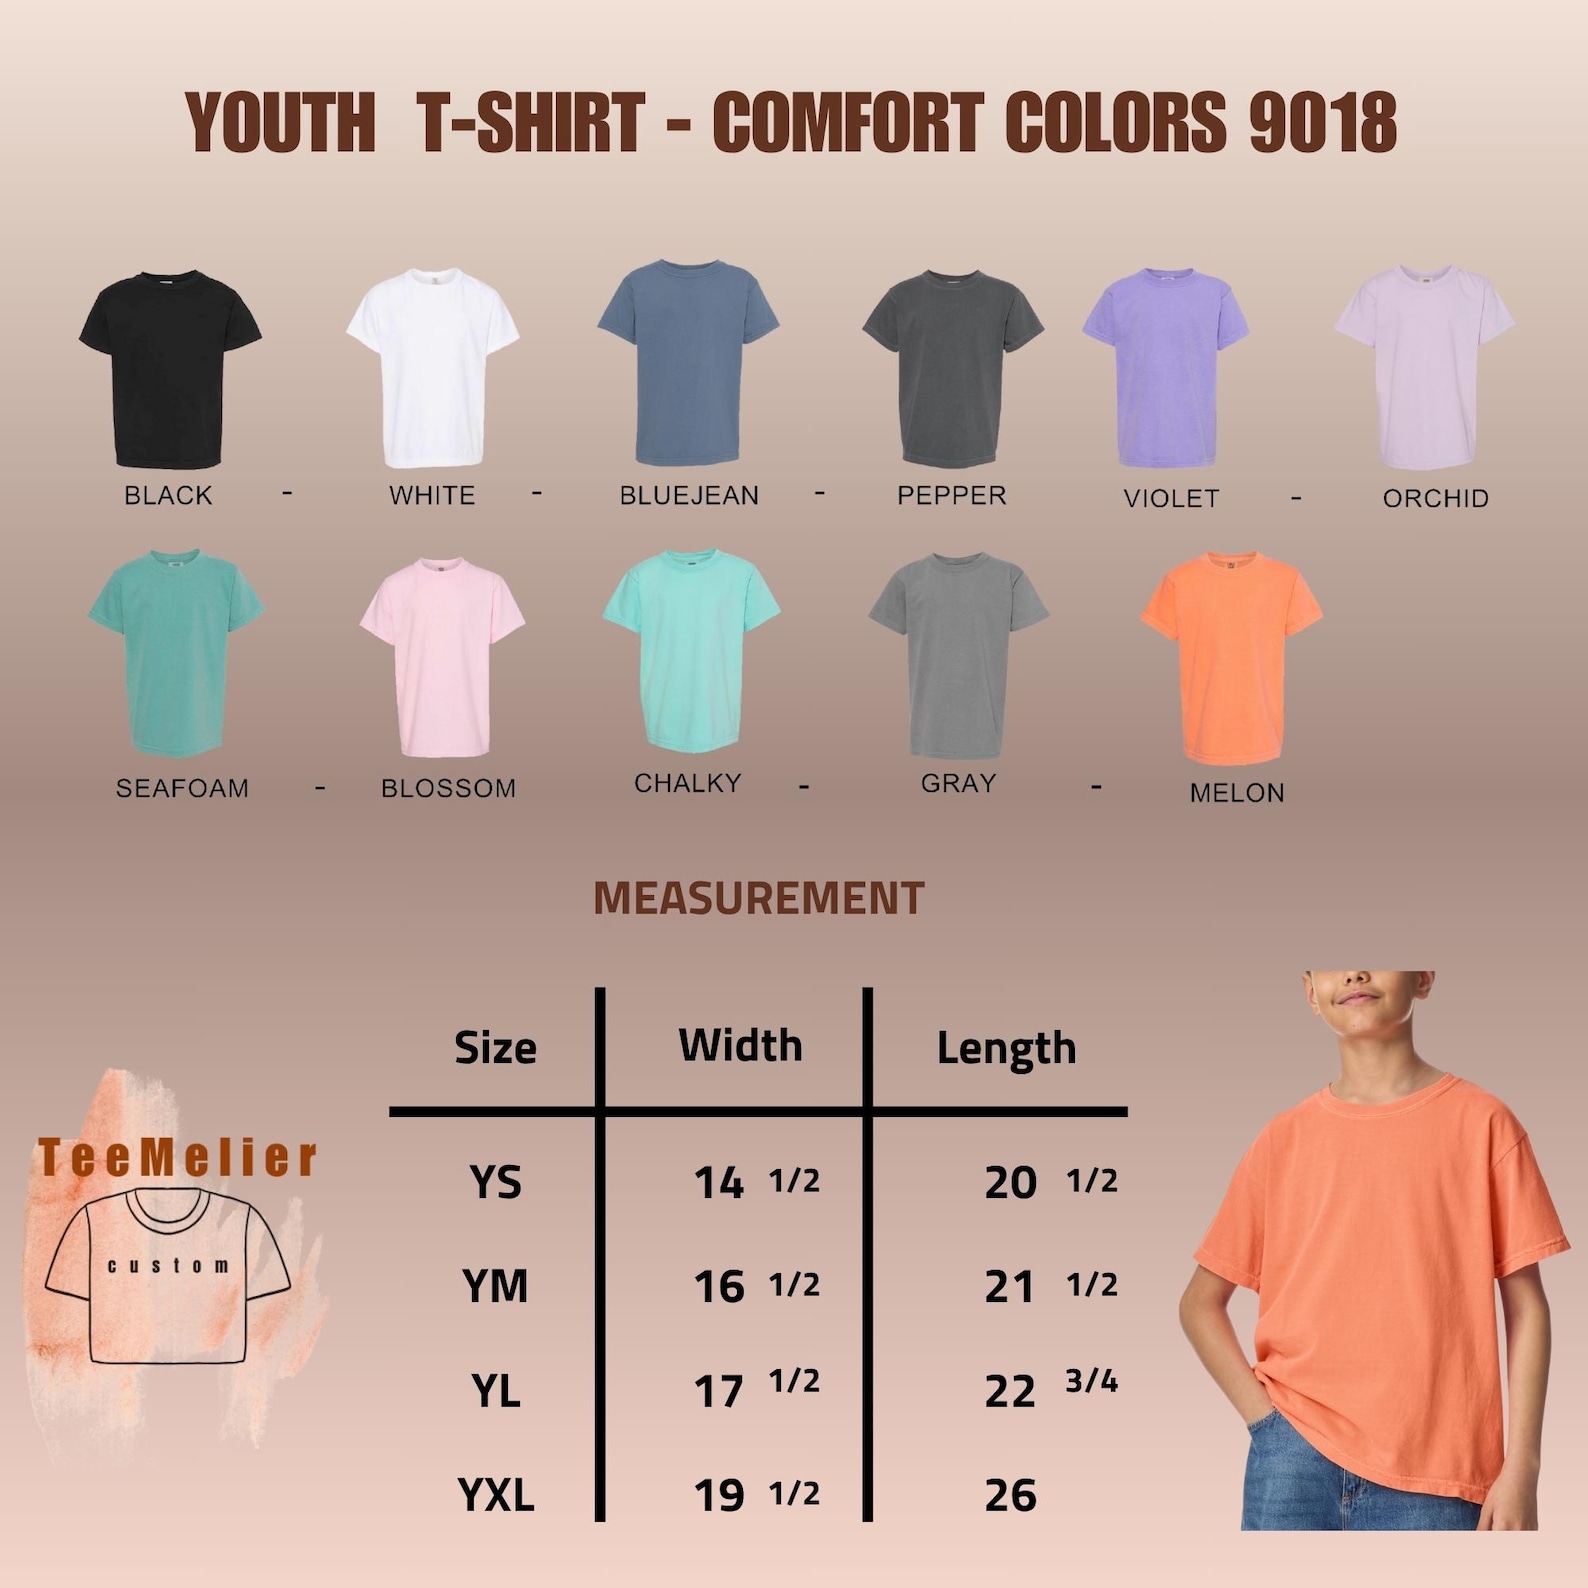 YOUTH T-SHIRT - COMFORT COLORS 9018
BLACK - WHITE - BLUEJEAN - PEPPER VIOLET - ORCHID
SEAFOAM - BLOSSOM CHALKY - GRAY - MELON
MEASUREMENT
Size Width Length
YS 14 1/2 20 1/2
YM 16 1/2 21 1/2
YL 17 1/2 22 3/4
YXL 19 1/2 26
TeeMelier
custom